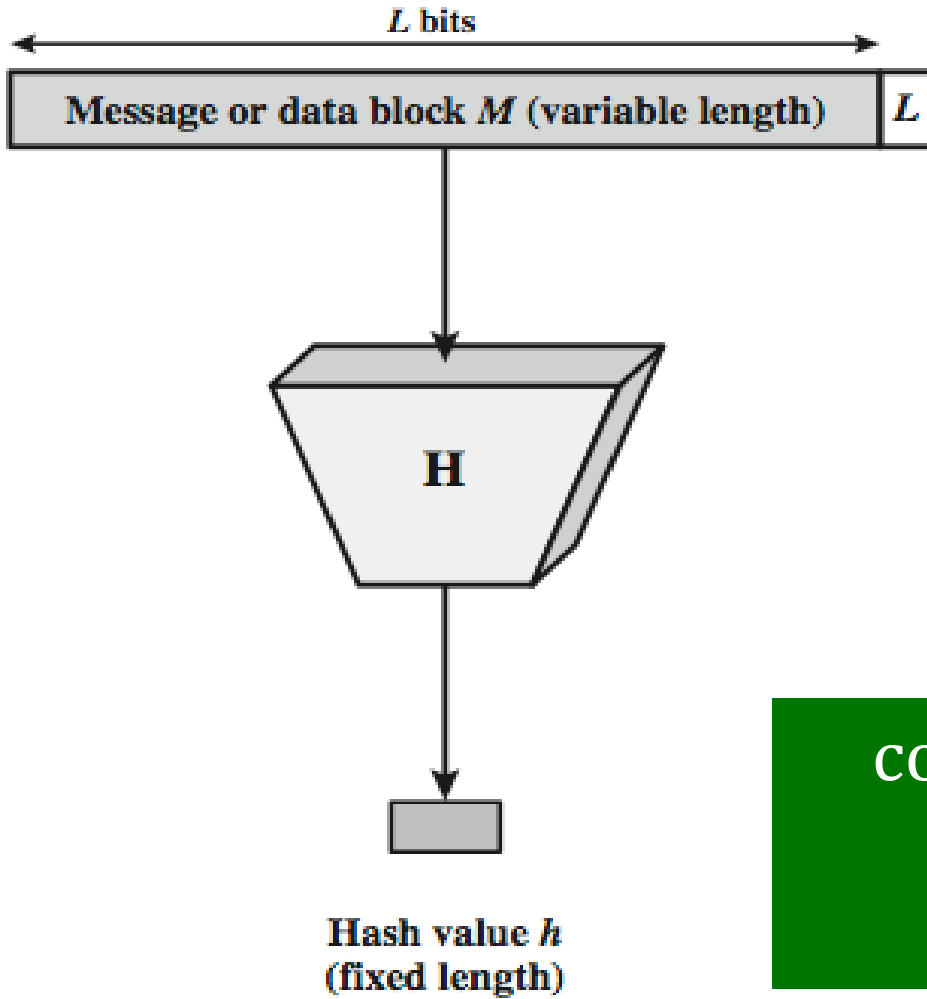 L bits
Message or data block M (variable length) L
H
Hash value h
(fixed length)